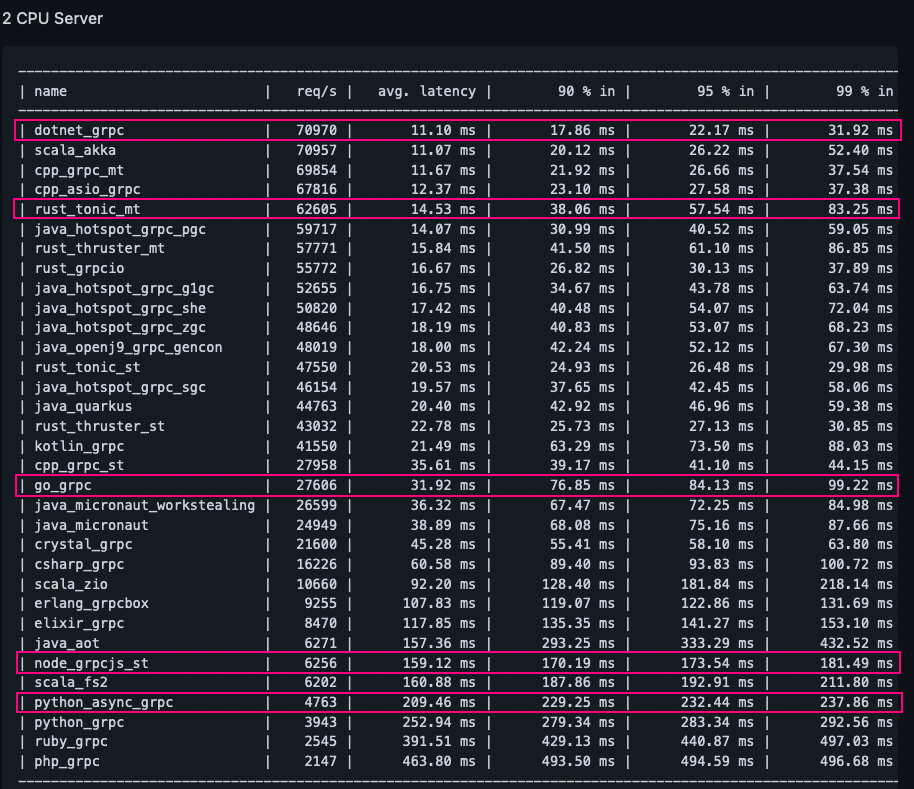 2 CPU Server
| name | req/s | avg. latency | 90 % in | 95 % in | 99 % in
| dotnet_grpc | 70970 | 11.10 ms | 17.86 ms | 22.17 ms | 31.92 ms
| scala_akka | 70957 | 11.07 ms | 20.12 ms | 26.22 ms | 52.40 ms
| cpp_grpc_mt | 69854 | 11.67 ms | 21.92 ms | 26.66 ms | 37.54 ms
| cpp_asio_grpc | 67816 | 12.37 ms | 23.10 ms | 27.58 ms | 37.38 ms
| rust_tonic_mt | 62605 | 14.53 ms | 38.06 ms | 57.54 ms | 83.25 ms
| java_hotspot_grpc_pgc | 59717 | 14.07 ms | 30.99 ms | 40.52 ms | 59.05 ms
| rust_thruster_mt | 57771 | 15.84 ms | 41.50 ms | 61.10 ms | 86.85 ms
| rust_grpcio | 55772 | 16.67 ms | 26.82 ms | 30.13 ms | 37.89 ms
| java_hotspot_grpc_g1gc | 52655 | 16.75 ms | 34.67 ms | 43.78 ms | 63.74 ms
| java_hotspot_grpc_she | 50820 | 17.42 ms | 40.48 ms | 54.07 ms | 72.04 ms
| java_hotspot_grpc_zgc | 48646 | 18.19 ms | 40.83 ms | 53.07 ms | 68.23 ms
| java_openj9_grpc_gencon | 48019 | 18.00 ms | 42.24 ms | 52.12 ms | 67.30 ms
| rust_tonic_st | 47550 | 20.53 ms | 24.93 ms | 26.48 ms | 29.98 ms
| java_hotspot_grpc_sgc | 46154 | 19.57 ms | 37.65 ms | 42.45 ms | 58.06 ms
| java_quarkus | 44763 | 20.40 ms | 42.92 ms | 46.96 ms | 59.38 ms
| rust_thruster_st | 43032 | 22.78 ms | 25.73 ms | 27.13 ms | 30.85 ms
| kotlin_grpc | 41550 | 21.49 ms | 63.29 ms | 73.50 ms | 88.03 ms
| cpp_grpc_st | 27958 | 35.61 ms | 39.17 ms | 41.10 ms | 44.15 ms
| go_grpc | 27606 | 31.92 ms | 76.85 ms | 84.13 ms | 99.22 ms
| java_micronaut_workstealing | 26599 | 36.32 ms | 67.47 ms | 72.25 ms | 84.98 ms
| java_micronaut | 24949 | 38.89 ms | 68.08 ms | 75.16 ms | 87.66 ms
| crystal_grpc | 21600 | 45.28 ms | 55.41 ms | 58.10 ms | 63.80 ms
| csharp_grpc | 16226 | 60.58 ms | 89.40 ms | 93.83 ms | 100.72 ms
| scala_zio | 10660 | 92.20 ms | 128.40 ms | 181.84 ms | 218.14 ms
| erlang_grpcbox | 9255 | 107.83 ms | 119.07 ms | 122.86 ms | 131.69 ms
| elixir_grpc | 8470 | 117.85 ms | 135.35 ms | 141.27 ms | 153.10 ms
| java_aot | 6271 | 157.36 ms | 293.25 ms | 333.29 ms | 432.52 ms
| node_grpcjs_st | 6256 | 159.12 ms | 170.19 ms | 173.54 ms | 181.49 ms
| scala_fs2 | 6202 | 160.88 ms | 187.86 ms | 192.91 ms | 211.80 ms
| python_async_grpc | 4763 | 209.46 ms | 229.25 ms | 232.44 ms | 237.86 ms
| python_grpc | 3943 | 252.94 ms | 279.34 ms | 283.34 ms | 292.56 ms
| ruby_grpc | 2545 | 391.51 ms | 429.13 ms | 440.87 ms | 497.03 ms
| php_grpc | 2147 | 463.80 ms | 493.50 ms | 494.59 ms | 496.68 ms